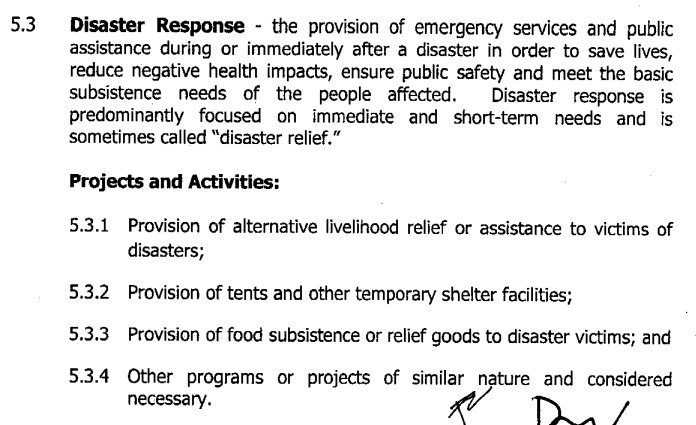 5.3 Disaster Response - the provision of emergency services and public
assistance during or immediately after a disaster in order to save lives,
reduce negative health impacts, ensure public safety and meet the basic
subsistence needs of the people affected. Disaster response is
predominantly focused on immediate and short-term needs and is
sometimes called "disaster relief."
Projects and Activities:
5.3.1 Provision of alternative livelihood relief or assistance to victims of
disasters;
5.3.2 Provision of tents and other temporary shelter facilities;
5.3.3 Provision of food subsistence or relief goods to disaster victims; and
5.3.4 Other programs or projects of similar nature and considered
necessary.